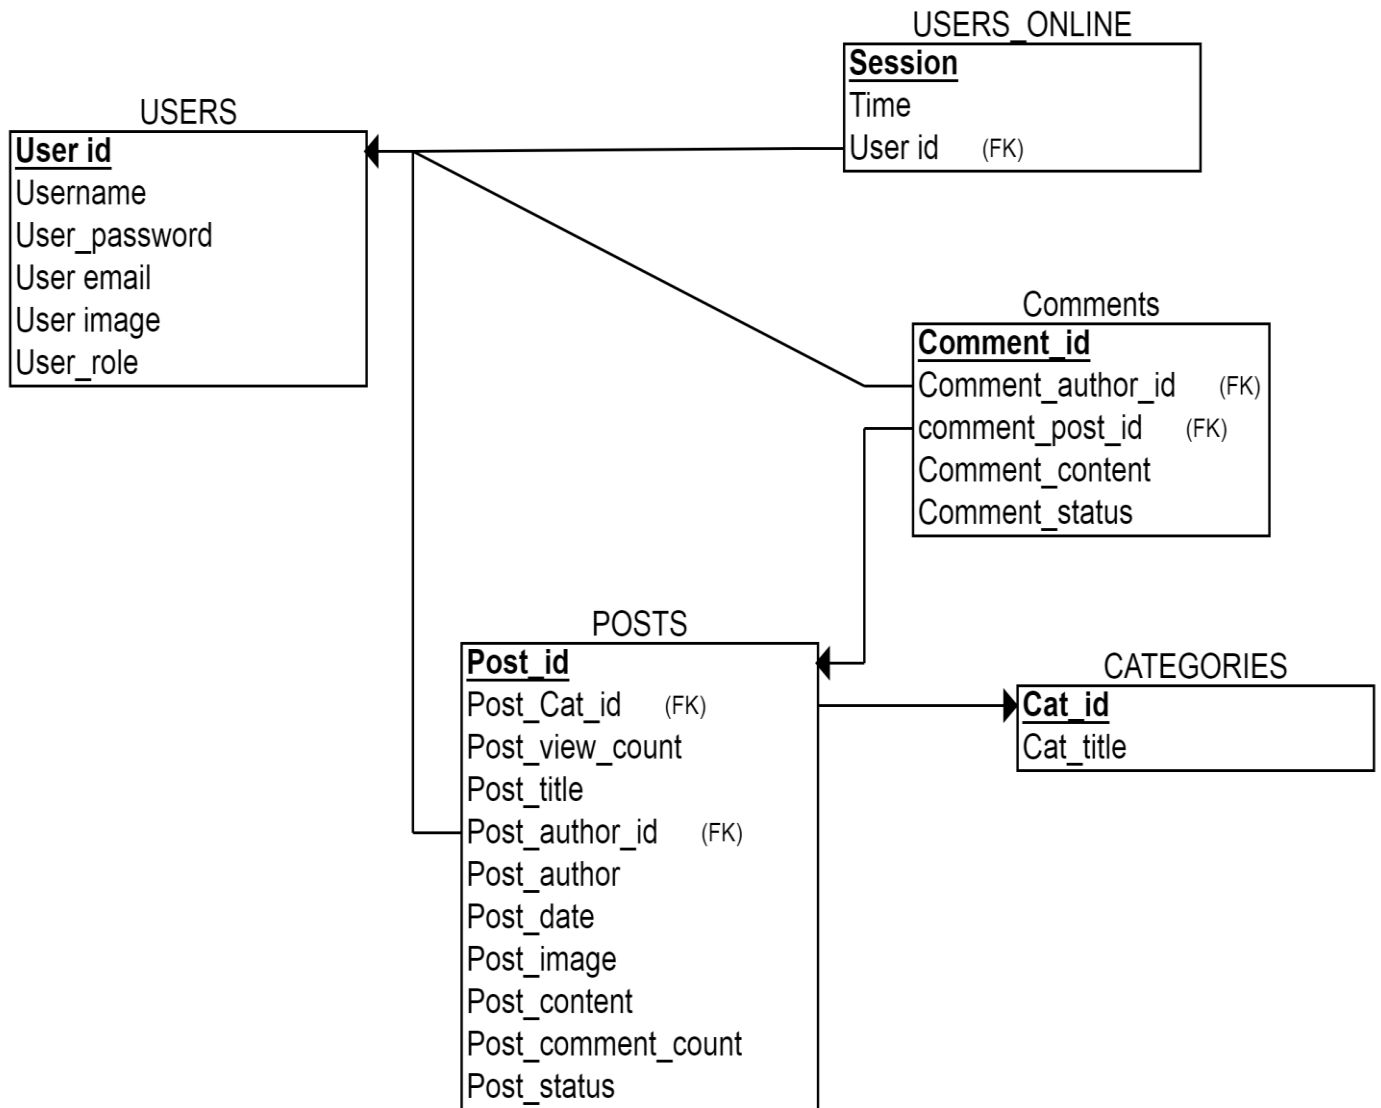 USERS_ONLINE
Session
Time
User id (FK)
USERS
User id
Username
User_password
User email
User image
User_role
Comments
Comment_id
Comment_author_id (FK)
comment_post_id (FK)
Comment_content
Comment_status
POSTS
Post_id
Post_Cat_id (FK)
Post_view_count
Post_title
Post_author_id (FK)
Post_author
Post_date
Post_image
Post_content
Post_comment_count
Post_status
CATEGORIES
Cat_id
Cat_title